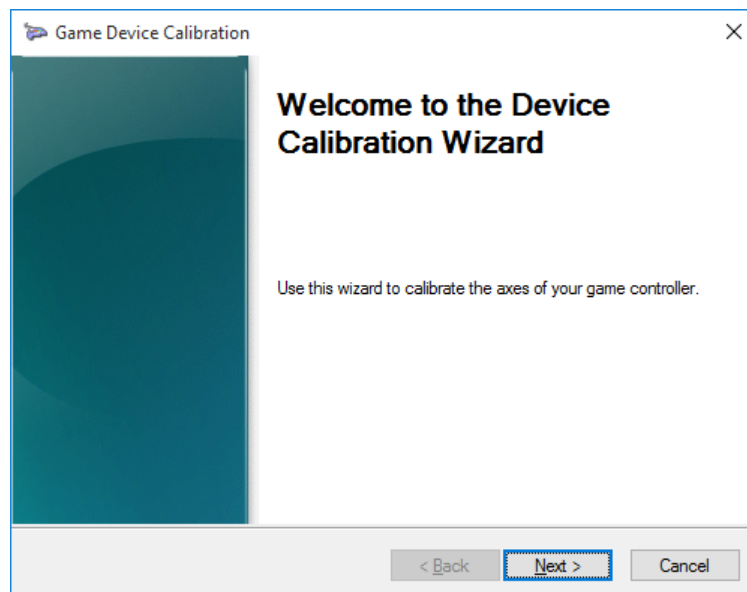 Game Device Calibration
Welcome to the Device
Calibration Wizard
Use this wizard to calibrate the axes of your game controller.
< Back Next > Cancel